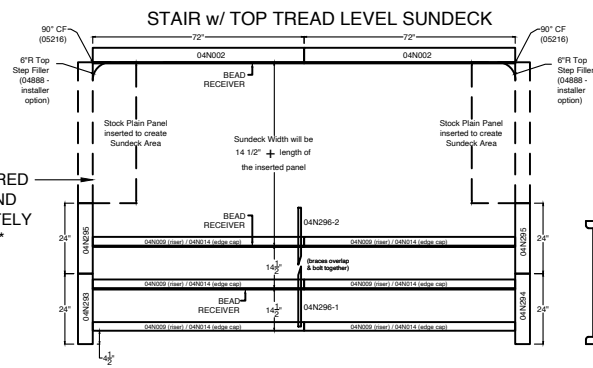 STAIR w/ TOP TREAD LEVEL SUNDECK
90° CF
(05216)
72"
72"
90° CF
(05216)
04N002
04N002
6"R Top
Step Filler
(04888 -
installer
option)
6"R Top
Step Filler
(04888 -
installer
option)
BEAD
RECEIVER
Stock Plain Panel
inserted to create
Sundeck Area
Stock Plain Panel
inserted to create
Sundeck Area
Sundeck Width will be
14 1/2" + length of
the inserted panel
RED
ND
TELY
*
BEAD
RECEIVER
04N296-2
24"
04N295
04N295
24"
04N009 (riser) / 04N014 (edge cap)
04N009 (riser) / 04N014 (edge cap)
14 1/2"
(braces overlap
& bolt together)
04N009 (riser) / 04N014 (edge cap)
04N009 (riser) / 04N014 (edge cap)
24"
04N293
BEAD
RECEIVER
14 1/2"
04N296-1
04N294
24"
04N009 (riser) / 04N014 (edge cap)
04N009 (riser) / 04N014 (edge cap)
4 1/2"